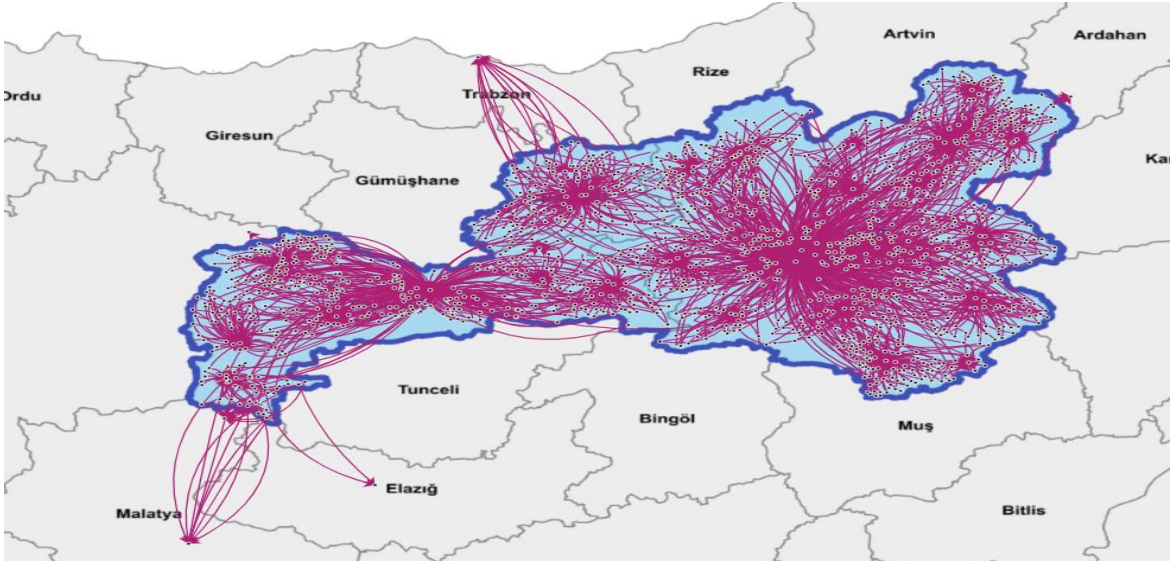 Artvin
Ardahan
Rize
Trabzon
Ordu
Giresun
Kar
Gümüşhane
Tunceli
Bingöl
Muş
Elazığ
Malatya
Bitlis